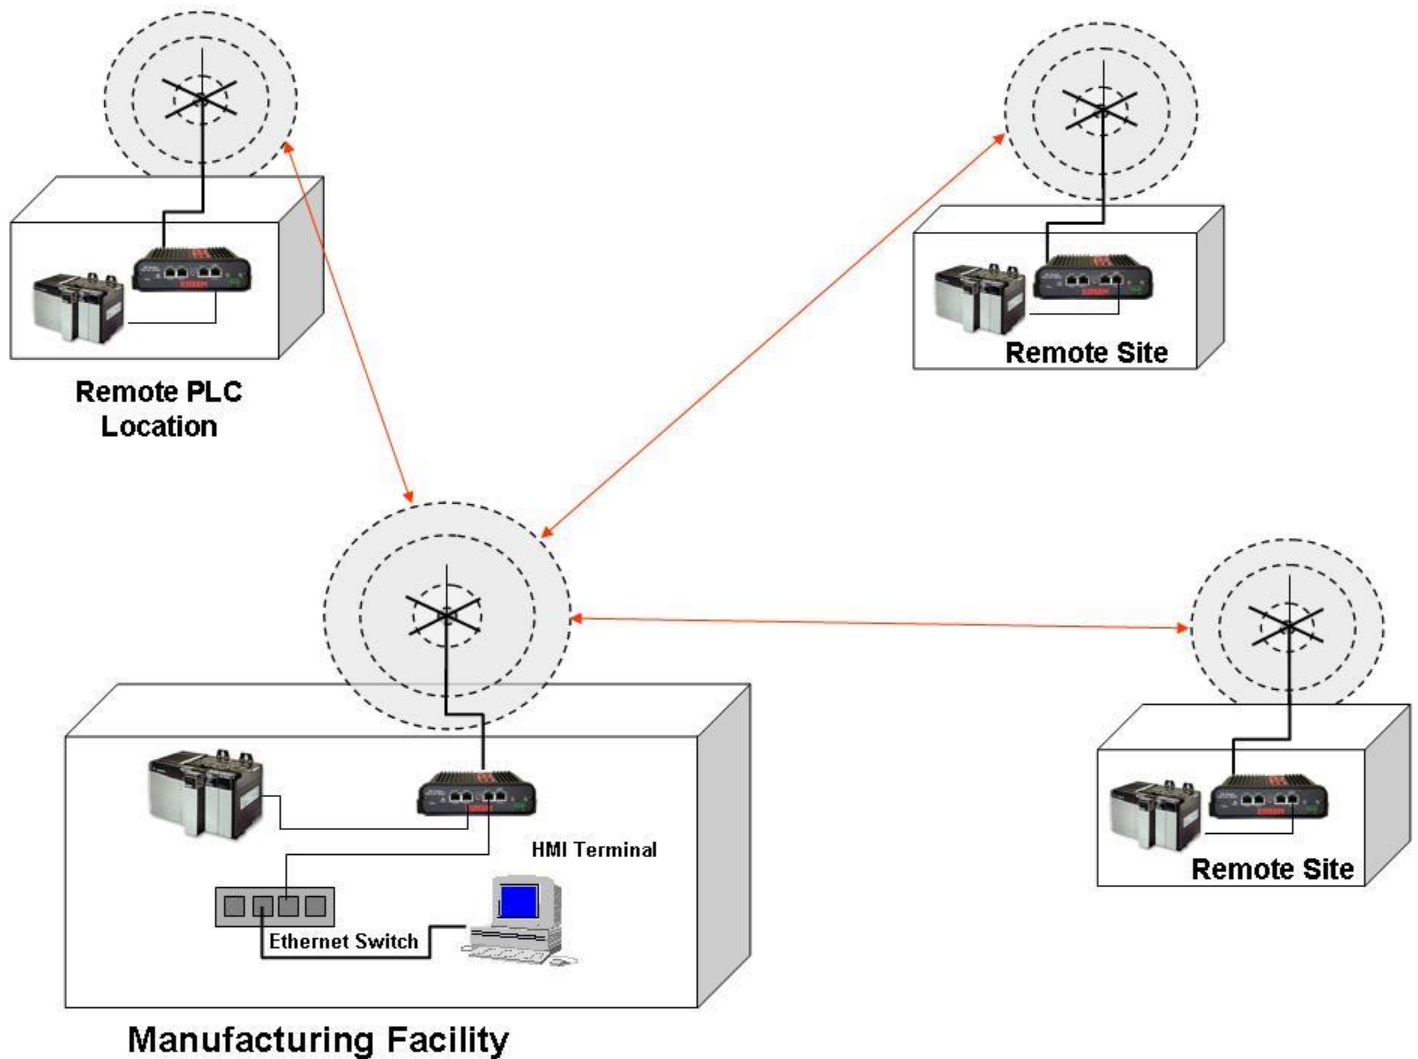 Remote PLC
Location
Remote Site
HMI Terminal
Ethernet Switch
Remote Site
Manufacturing Facility